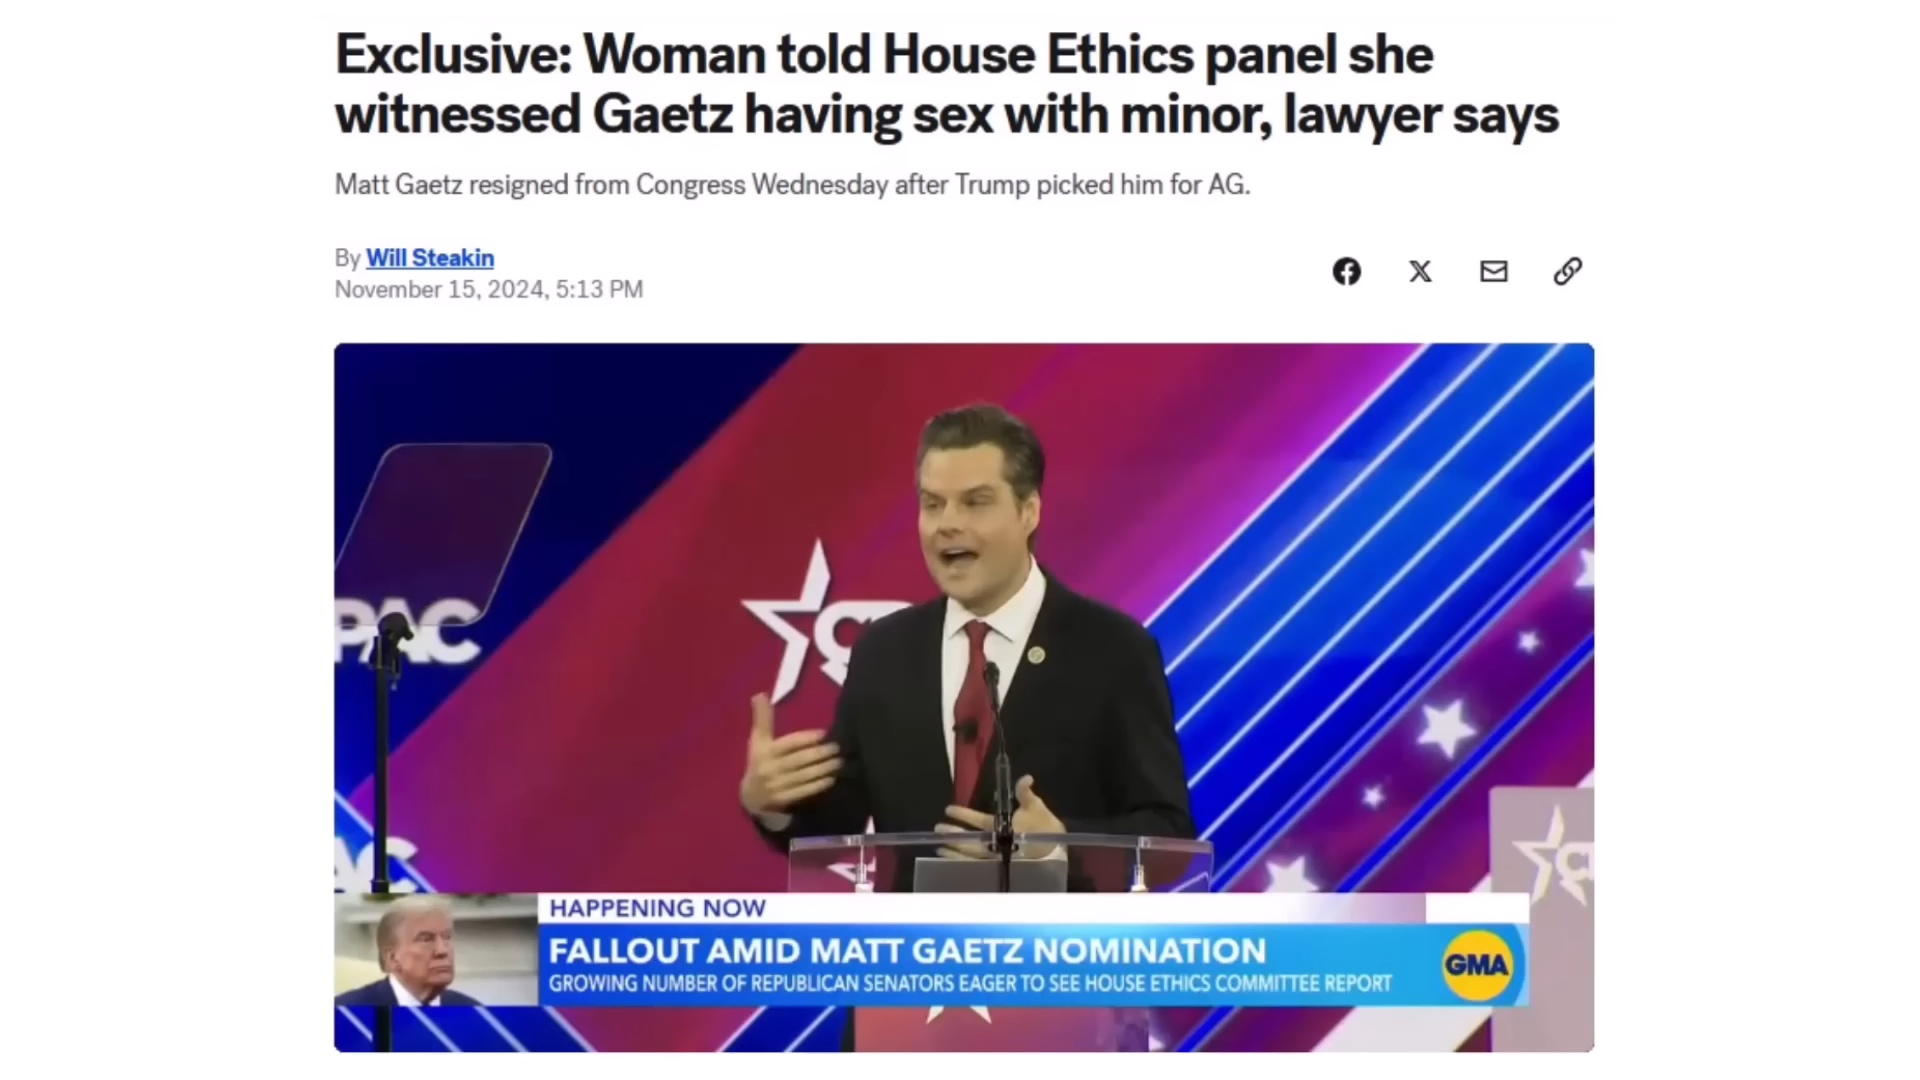 Exclusive: Woman told House Ethics panel she
witnessed Gaetz having sex with minor, lawyer says
Matt Gaetz resigned from Congress Wednesday after Trump picked him for AG.
By Will Steakin
November 15, 2024, 5:13 PM
PAC
AC
HAPPENING NOW
FALLOUT AMID MATT GAETZ NOMINATION
GROWING NUMBER OF REPUBLICAN SENATORS EAGER TO SEE HOUSE ETHICS COMMITTEE REPORT
GMA